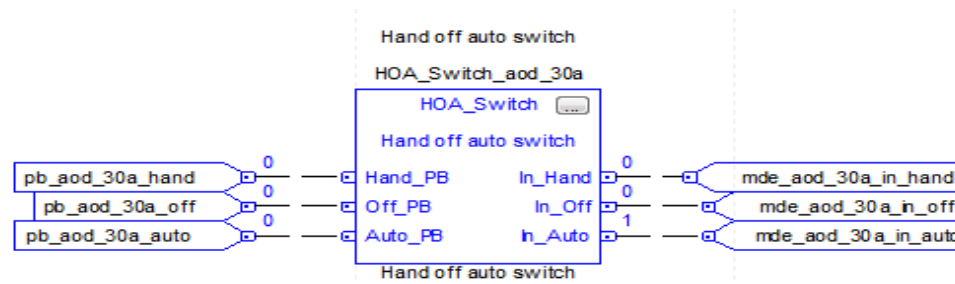 Hand off auto switch
HOA_Switch_aod_30a
HOA_Switch ...
Hand off auto switch
0 0
pb_aod_30a_hand Hand_PB In_Hand mde_aod_30a_in_hand
0 0
pb_aod_30a_off Off_PB In_Off mde_aod_30a_in_off
0 1
pb_aod_30a_auto Auto_PB In_Auto mde_aod_30a_in_auto
Hand off auto switch